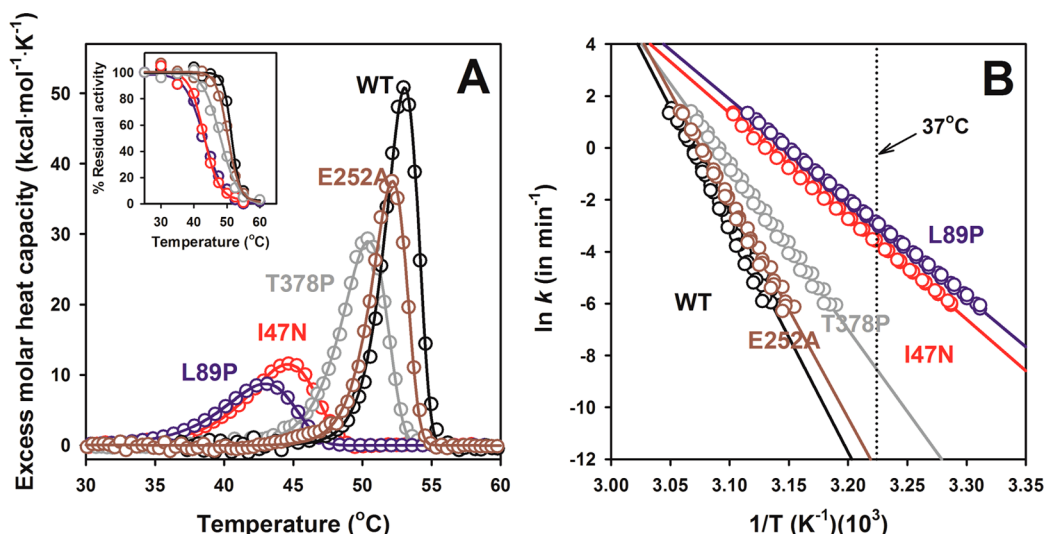 A
Excess molar heat capacity (kcal·mol⁻¹·K⁻¹)
50
40
30
20
10
0
30
35
40
45
50
55
60
Temperature (°C)
WT
E252A
T378P
I47N
L89P
% Residual activity
100
80
60
40
20
0
30
40
50
60
Temperature (°C)
B
ln k (in min⁻¹)
4
2
0
-2
-4
-6
-8
-10
-12
3.00
3.05
3.10
3.15
3.20
3.25
3.30
3.35
1/T (K⁻¹)(10³)
37°C
L89P
WT
T378P
E252A
I47N